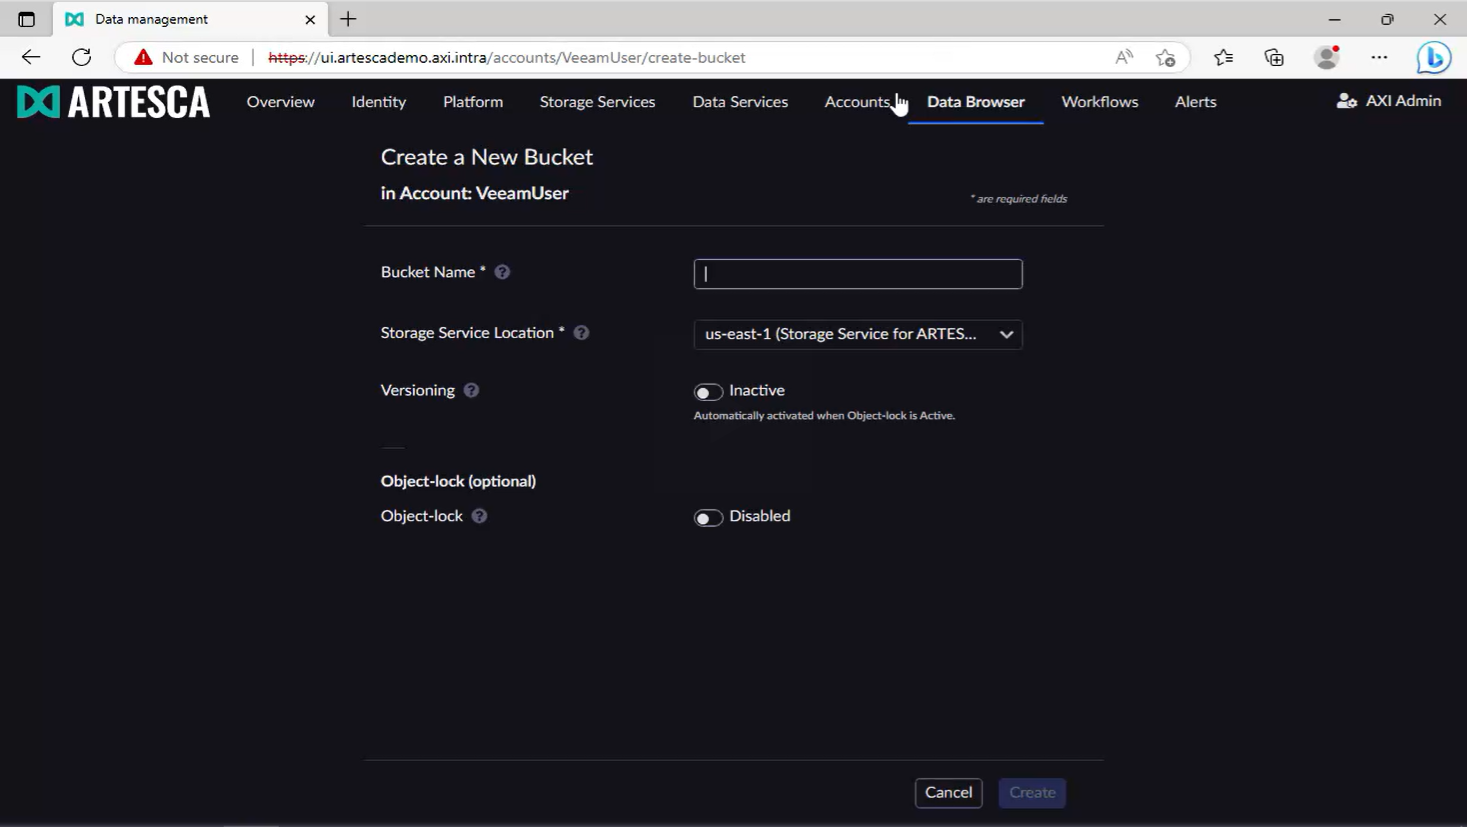 Data management
Not secure
https://ui.artescademo.axi.intra/accounts/VeeamUser/create-bucket
ARTESCA
Overview
Identity
Platform
Storage Services
Data Services
Accounts
Data Browser
Workflows
Alerts
AXI Admin
Create a New Bucket
in Account: VeeamUser
* are required fields
Bucket Name *
Storage Service Location *
us-east-1 (Storage Service for ARTES...
Versioning
Inactive
Automatically activated when Object-lock is Active.
Object-lock (optional)
Object-lock
Disabled
Cancel
Create